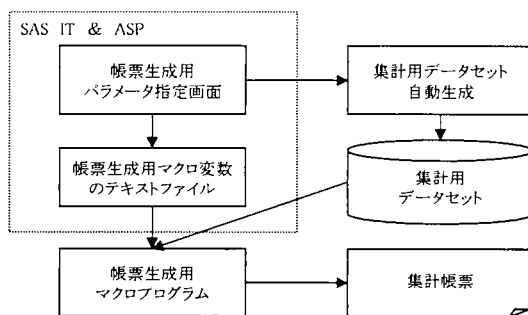 SAS IT & ASP
帳票生成用
パラメータ指定画面
集計用データセット
自動生成
帳票生成用マクロ変数
のテキストファイル
集計用
データセット
帳票生成用
マクロプログラム
集計帳票